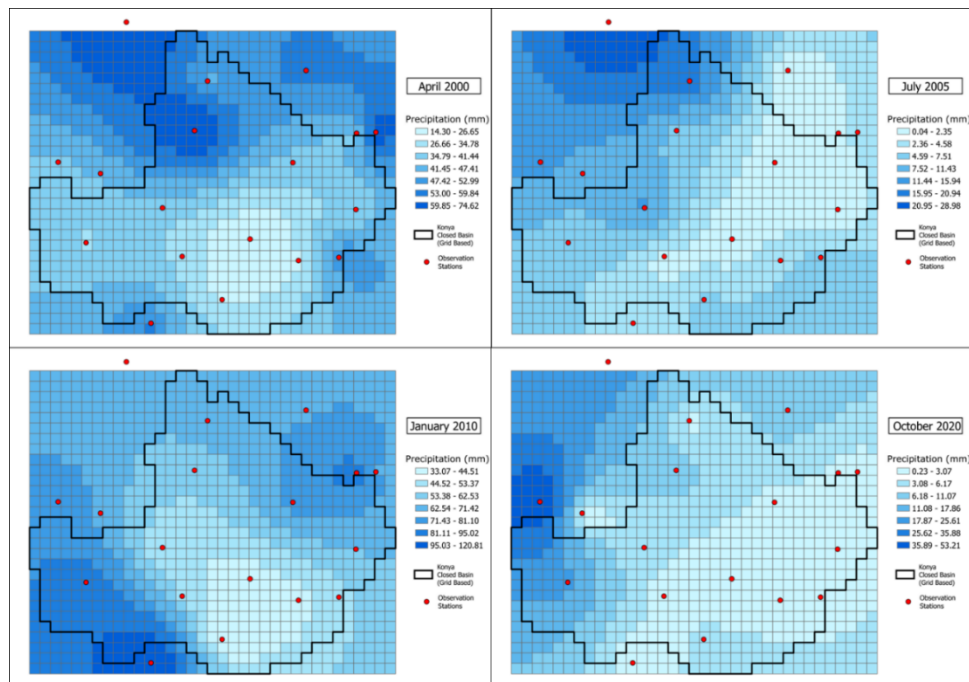 April 2000
Precipitation (mm)
14.30 - 26.65
26.66 - 34.78
34.79 - 41.44
41.45 - 47.41
47.42 - 52.99
53.00 - 59.84
59.85 - 74.62
Konya
Closed Basin
(Grid Based)
Observation
Stations
July 2005
Precipitation (mm)
0.04 - 2.35
2.36 - 4.58
4.59 - 7.51
7.52 - 11.43
11.44 - 15.94
15.95 - 20.94
20.95 - 28.98
Konya
Closed Basin
(Grid Based)
Observation
Stations
January 2010
Precipitation (mm)
33.07 - 44.51
44.52 - 53.37
53.38 - 62.53
62.54 - 71.42
71.43 - 81.10
81.11 - 95.02
95.03 - 120.81
Konya
Closed Basin
(Grid Based)
Observation
Stations
October 2020
Precipitation (mm)
0.23 - 3.07
3.08 - 6.17
6.18 - 11.07
11.08 - 17.86
17.87 - 25.61
25.62 - 35.88
35.89 - 53.21
Konya
Closed Basin
(Grid Based)
Observation
Stations